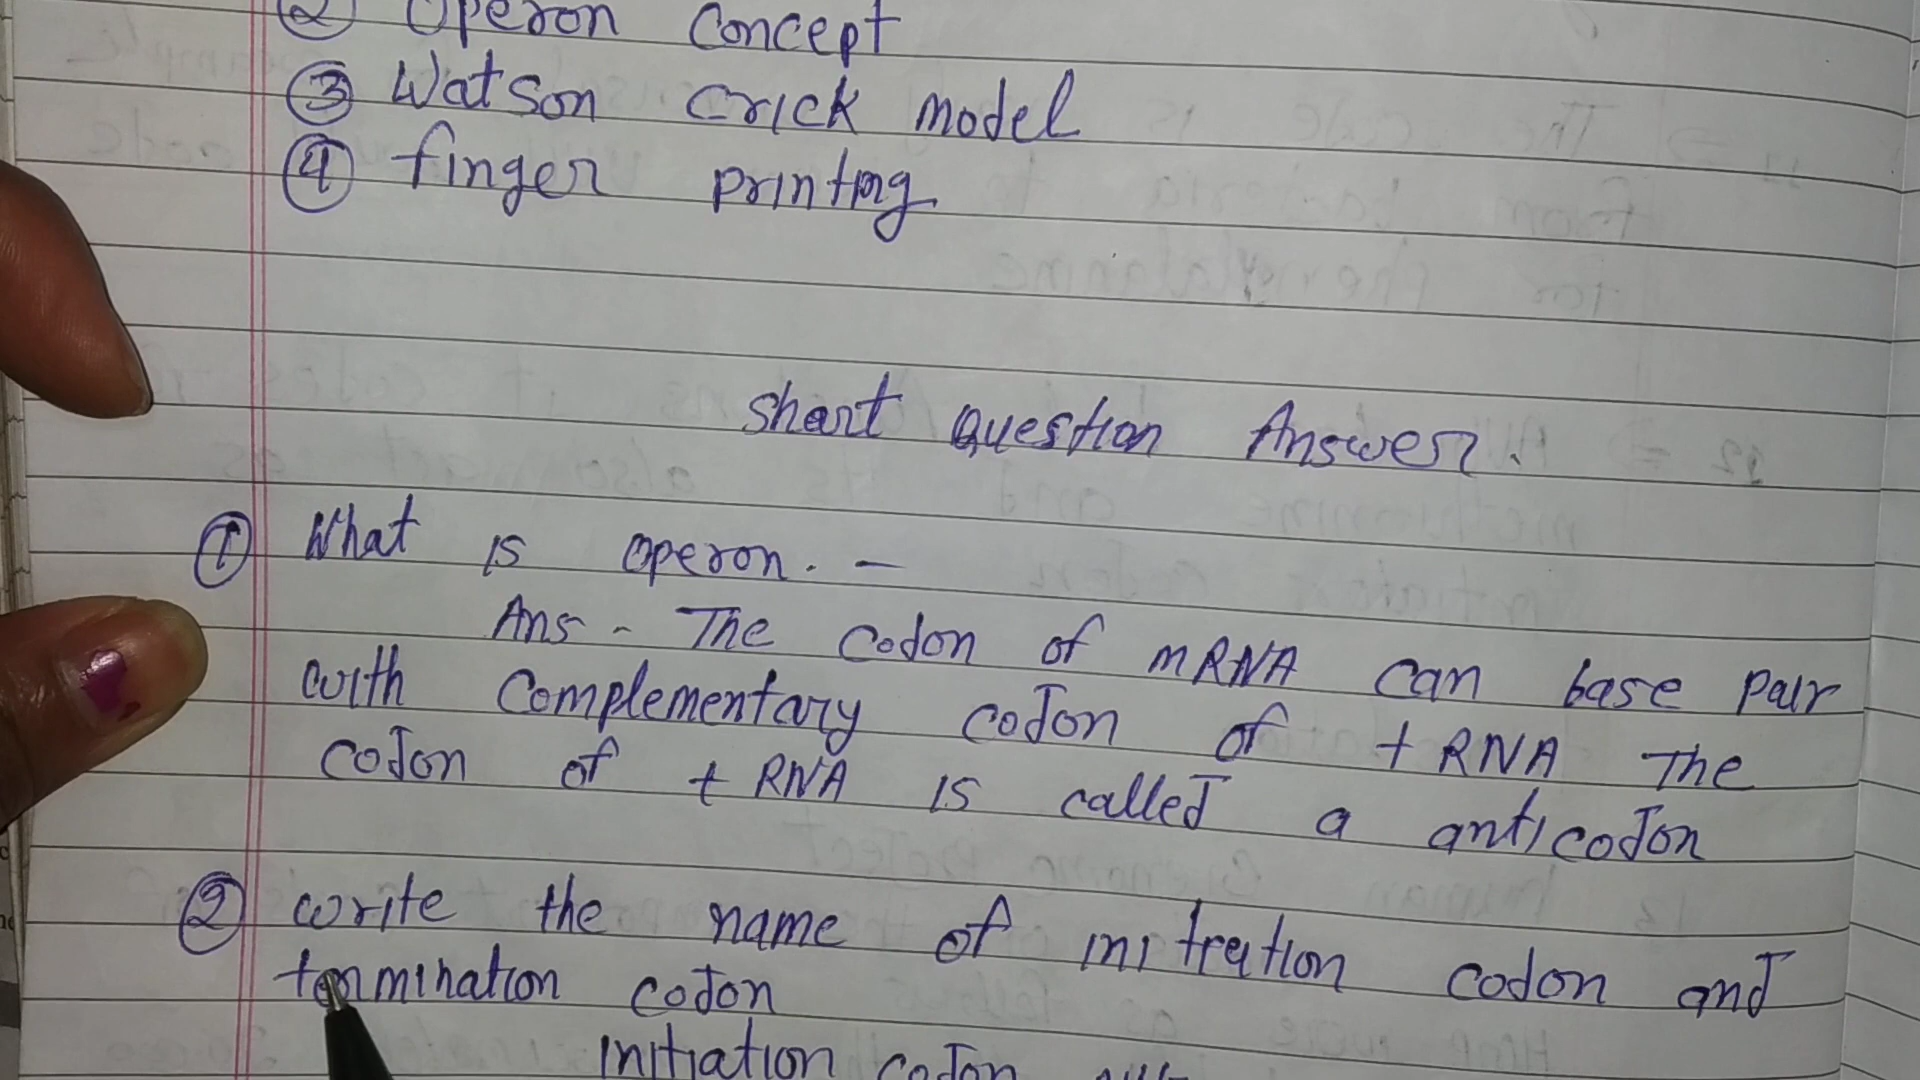 ② Operon Concept
③ Watson crick model
④ finger printing
Short Question Answer.
① What is operon. -
Ans - The codon of mRNA can base pair
with complementary codon of tRNA The
codon of tRNA is called a anticodon
② write the name of initreation codon and
termination codon
initiation codon